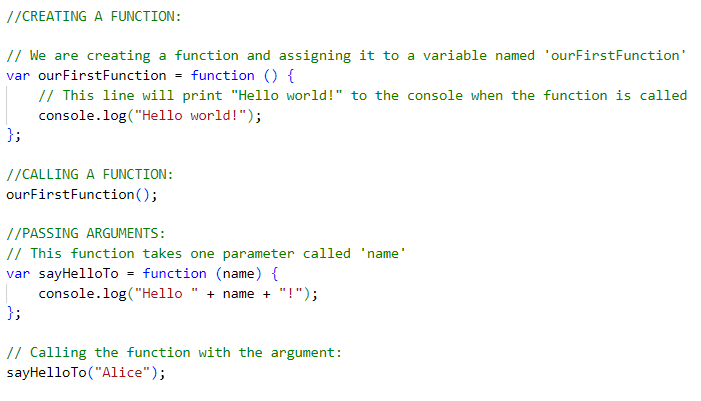 //CREATING A FUNCTION:
// We are creating a function and assigning it to a variable named 'ourFirstFunction'
var ourFirstFunction = function () {
    // This line will print "Hello world!" to the console when the function is called
    console.log("Hello world!");
};
//CALLING A FUNCTION:
ourFirstFunction();
//PASSING ARGUMENTS:
// This function takes one parameter called 'name'
var sayHelloTo = function (name) {
    console.log("Hello " + name + "!");
};
// Calling the function with the argument:
sayHelloTo("Alice");